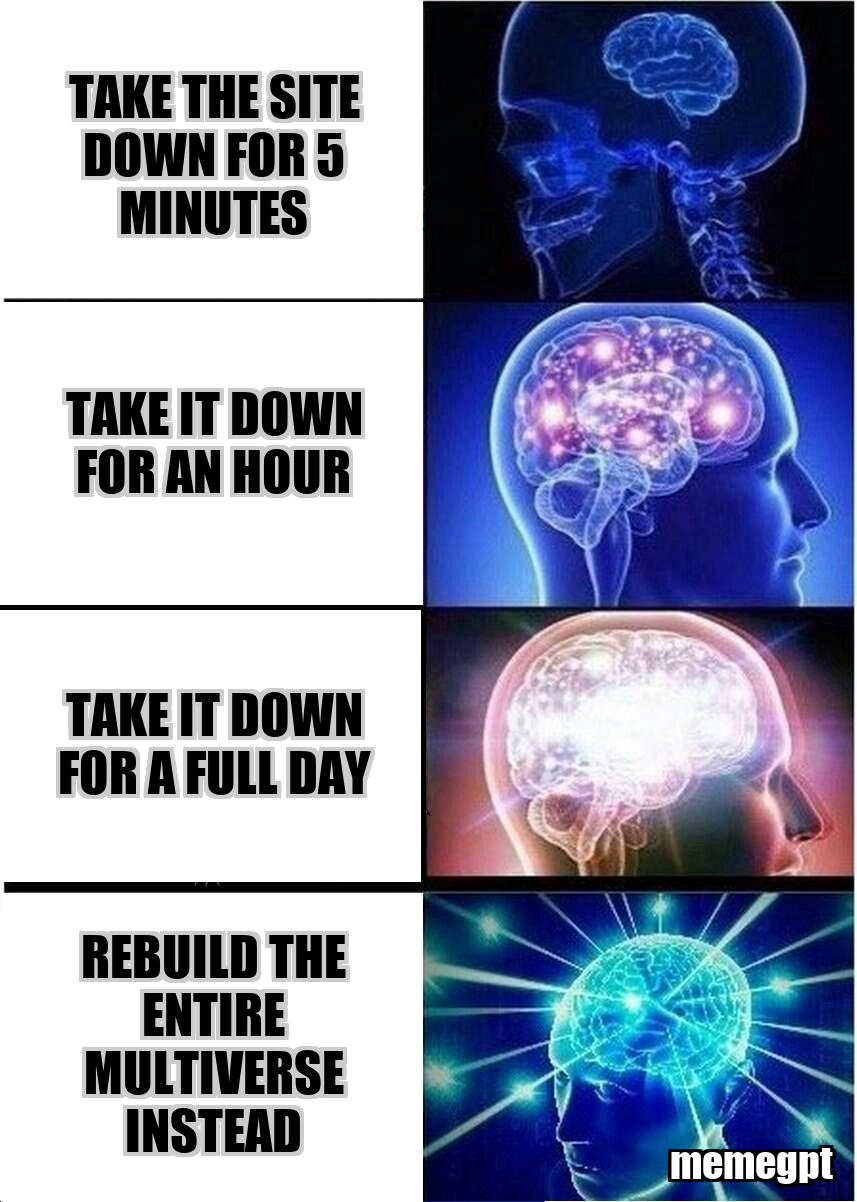 TAKE THE SITE
DOWN FOR 5
MINUTES
TAKE IT DOWN
FOR AN HOUR
TAKE IT DOWN
FOR A FULL DAY
REBUILD THE
ENTIRE
MULTIVERSE
INSTEAD
memegpt